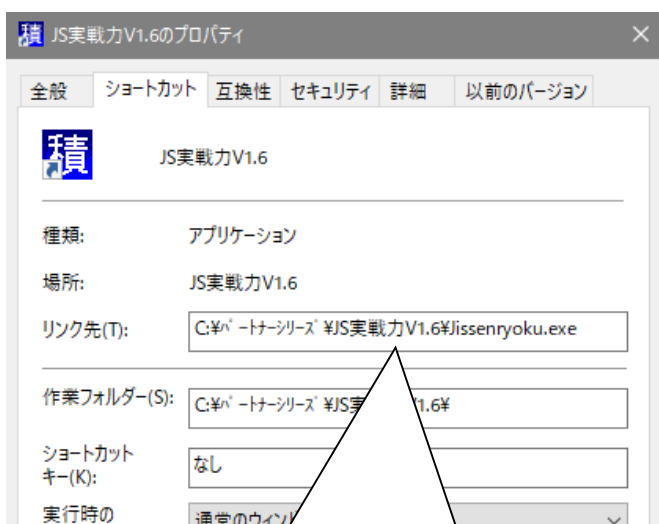 JS実戦力V1.6のプロパティ
全般 ショートカット 互換性 セキュリティ 詳細 以前のバージョン
積
JS実戦力V1.6
種類: アプリケーション
場所: JS実戦力V1.6
リンク先(T): C:¥ﾊﾟｰﾄﾅｰｼﾘｰｽﾞ¥JS実戦力V1.6¥Jissenryoku.exe
作業フォルダー(S): C:¥ﾊﾟｰﾄﾅｰｼﾘｰｽﾞ¥JS実 1.6¥
ショートカット
キー(K): なし
実行時の
通常のウィン